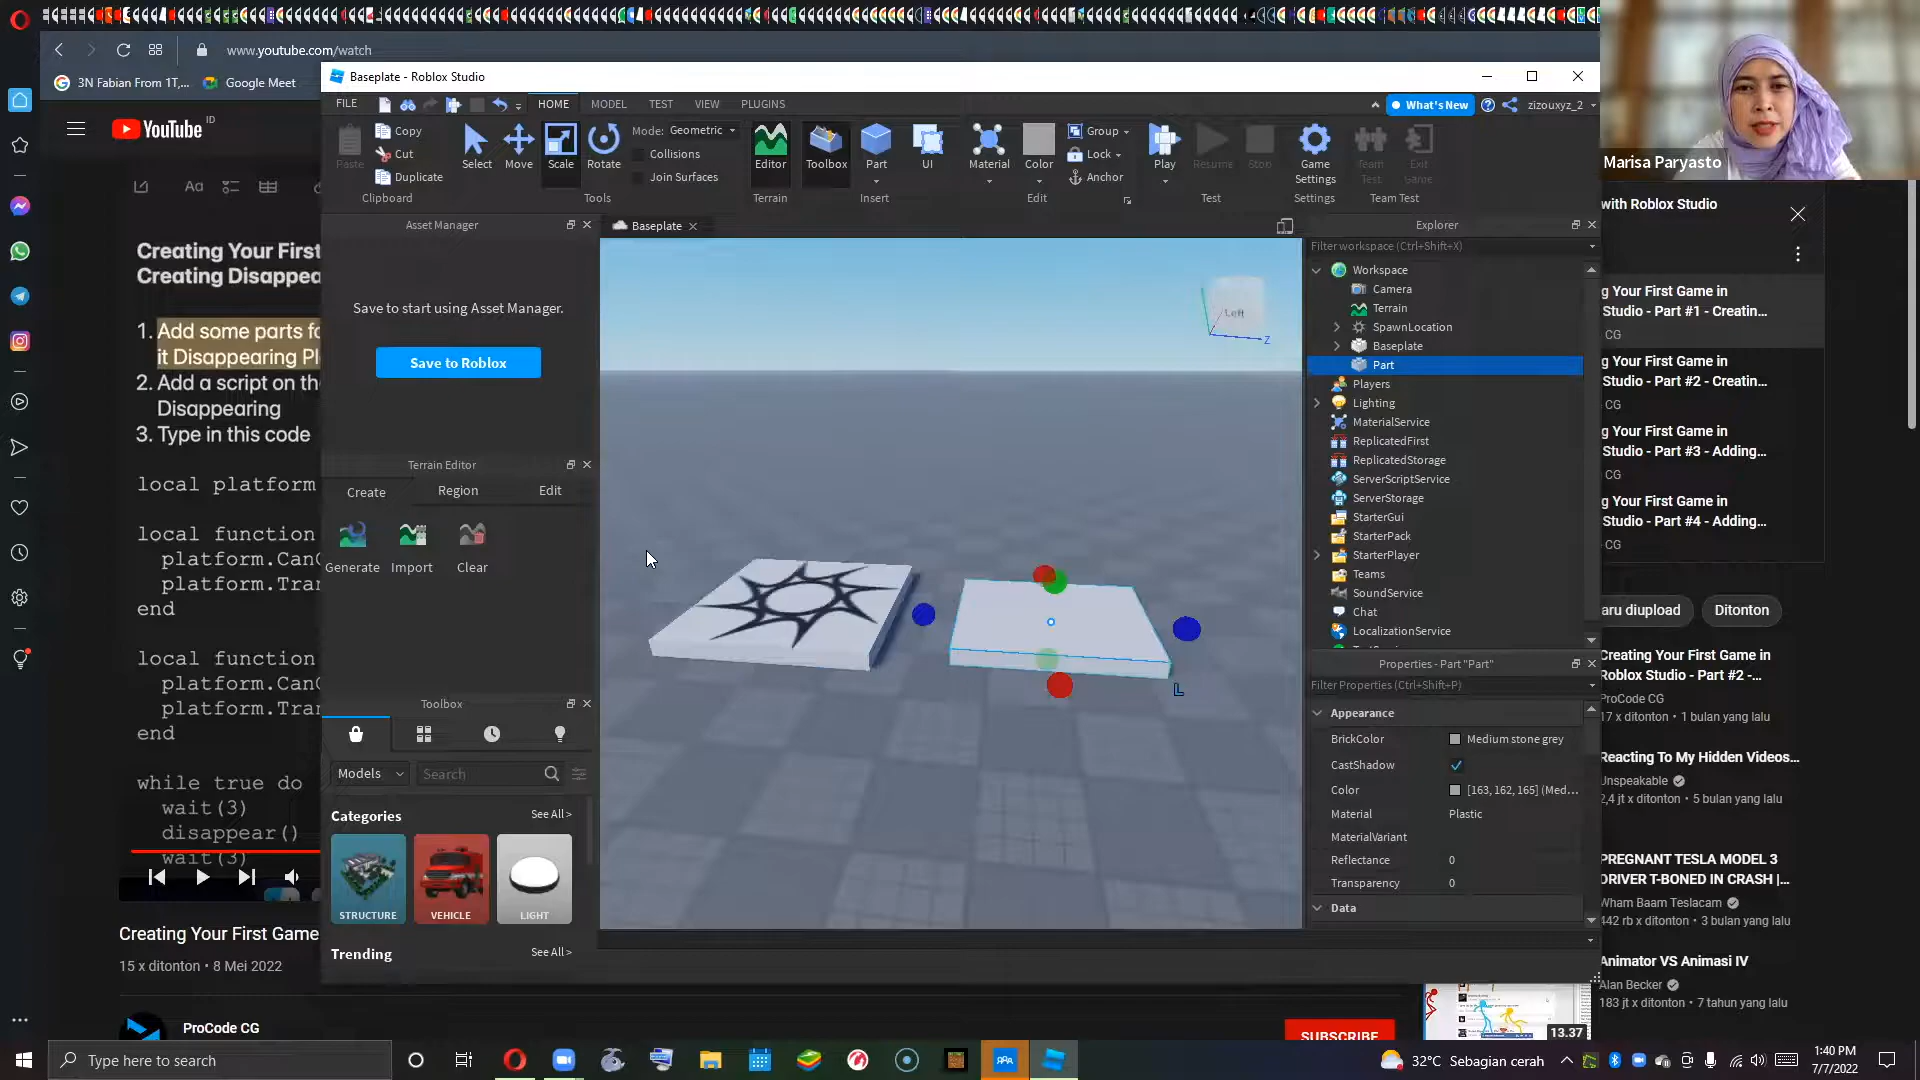 www.youtube.com/watch
3N Fabian From 1T,...
Google Meet
YouTube ID
Creating Your First
Creating Disappea
1. Add some parts fo
it Disappearing Pl
2. Add a script on th
Disappearing
3. Type in this code
local platform
local function
platform.Can
platform.Tra
end
local function
platform.Can
platform.Tra
end
while true do
wait(3)
disappear()
wait(3)
Creating Your First Game
15 x ditonton • 8 Mei 2022
ProCode CG
SUBSCRIBE
Baseplate - Roblox Studio
FILE
HOME
MODEL
TEST
VIEW
PLUGINS
What's New
zizouxyz_2
Paste
Copy
Cut
Duplicate
Clipboard
Select
Move
Scale
Rotate
Mode: Geometric
Collisions
Join Surfaces
Tools
Editor
Terrain
Toolbox
Part
UI
Insert
Material
Color
Group
Lock
Anchor
Edit
Play
Resume
Stop
Test
Game
Settings
Settings
Team
Test
Exit
Game
Team Test
Asset Manager
Save to start using Asset Manager.
Save to Roblox
Terrain Editor
Create
Region
Edit
Generate
Import
Clear
Toolbox
Models
Search
Categories
See All >
STRUCTURE
VEHICLE
LIGHT
Trending
See All >
Baseplate
Left
Z
L
Explorer
Filter workspace (Ctrl+Shift+X)
Workspace
Camera
Terrain
SpawnLocation
Baseplate
Part
Players
Lighting
MaterialService
ReplicatedFirst
ReplicatedStorage
ServerScriptService
ServerStorage
StarterGui
StarterPack
StarterPlayer
Teams
SoundService
Chat
LocalizationService
Properties - Part "Part"
Filter Properties (Ctrl+Shift+P)
Appearance
BrickColor
Medium stone grey
CastShadow
Color
[163, 162, 165] (Med...
Material
Plastic
MaterialVariant
Reflectance
0
Transparency
0
Data
Marisa Paryasto
with Roblox Studio
g Your First Game in
Studio - Part #1 - Creatin...
CG
g Your First Game in
Studio - Part #2 - Creatin...
CG
g Your First Game in
Studio - Part #3 - Adding...
CG
g Your First Game in
Studio - Part #4 - Adding...
CG
aru diupload
Ditonton
Creating Your First Game in
Roblox Studio - Part #2 -...
ProCode CG
17 x ditonton • 1 bulan yang lalu
Reacting To My Hidden Videos...
Unspeakable
2,4 jt x ditonton • 5 bulan yang lalu
PREGNANT TESLA MODEL 3
DRIVER T-BONED IN CRASH |...
Wham Baam Teslacam
442 rb x ditonton • 3 bulan yang lalu
Animator VS Animasi IV
Alan Becker
183 jt x ditonton • 7 tahun yang lalu
13.37
Type here to search
32°C Sebagian cerah
1:40 PM
7/7/2022